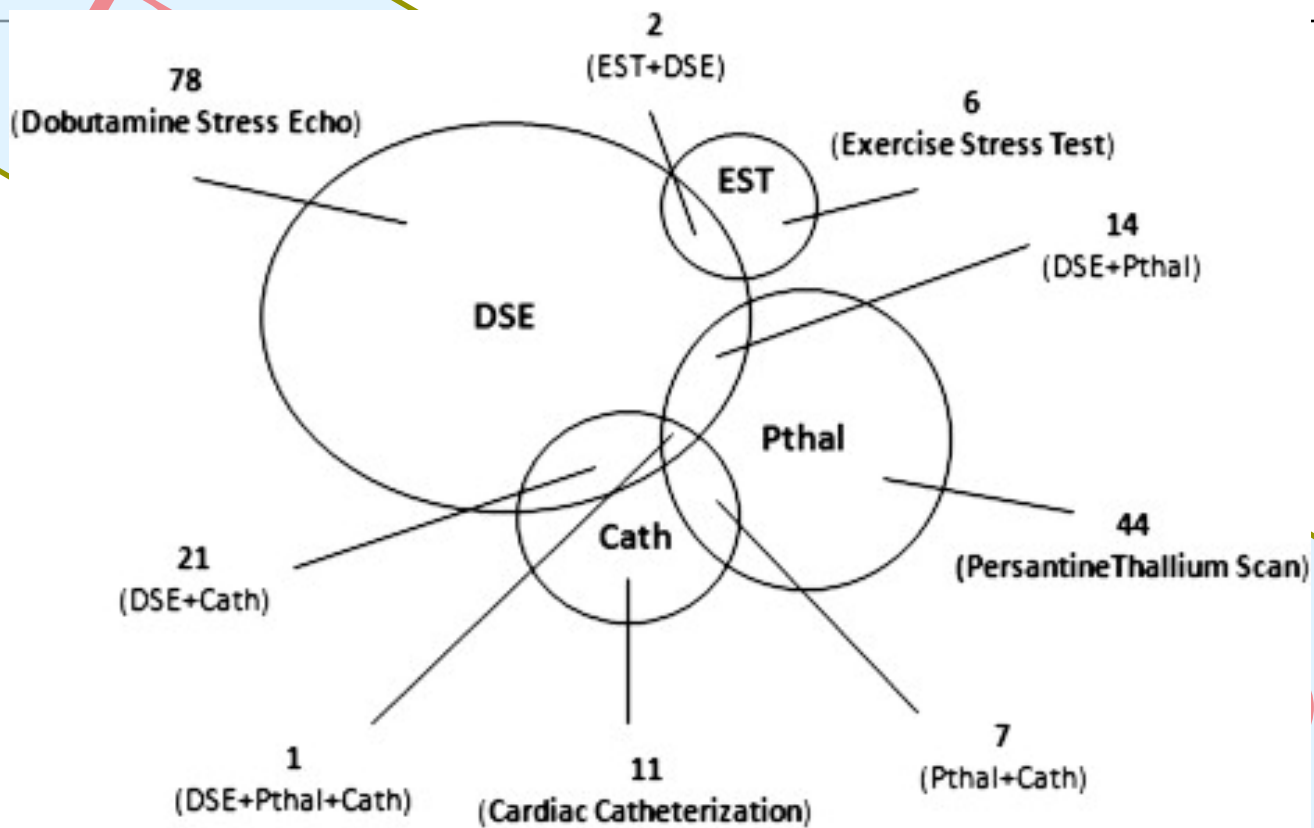 2
(EST+DSE)
78
(Dobutamine Stress Echo)
6
(Exercise Stress Test)
EST
14
(DSE+Pthal)
DSE
Pthal
44
(PersantineThallium Scan)
Cath
21
(DSE+Cath)
1
(DSE+Pthal+Cath)
11
(Cardiac Catheterization)
7
(Pthal+Cath)